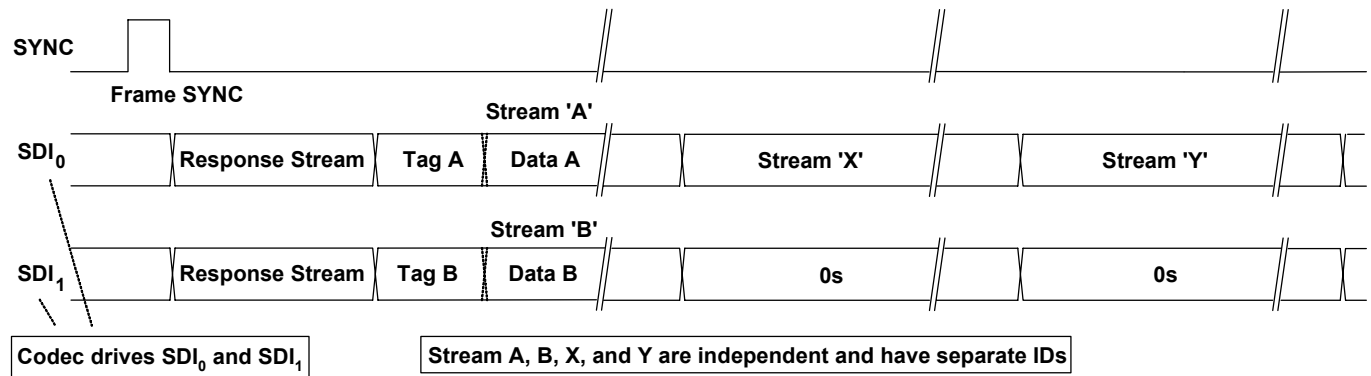 SYNC
Frame SYNC
Stream 'A'
SDI0 Response Stream Tag A Data A Stream 'X' Stream 'Y'
Stream 'B'
SDI1 Response Stream Tag B Data B 0s 0s
Codec drives SDI0 and SDI1
Stream A, B, X, and Y are independent and have separate IDs